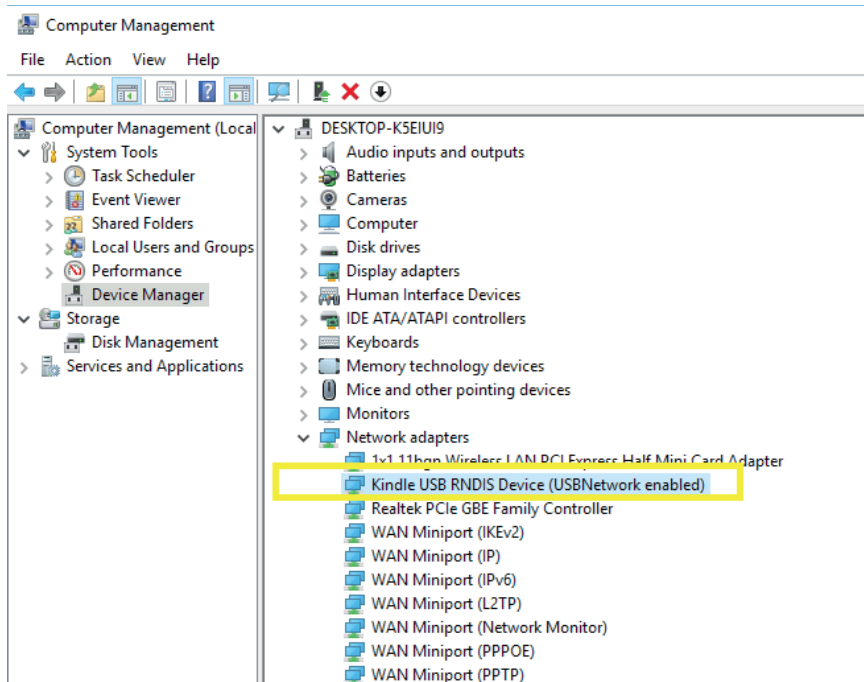 Computer Management
File Action View Help
Computer Management (Local
System Tools
Task Scheduler
Event Viewer
Shared Folders
Local Users and Groups
Performance
Device Manager
Storage
Disk Management
Services and Applications
DESKTOP-K5EIUI9
Audio inputs and outputs
Batteries
Cameras
Computer
Disk drives
Display adapters
Human Interface Devices
IDE ATA/ATAPI controllers
Keyboards
Memory technology devices
Mice and other pointing devices
Monitors
Network adapters
1x1 11bgn Wireless LAN PCI Express Half Mini Card Adapter
Kindle USB RNDIS Device (USBNetwork enabled)
Realtek PCIe GBE Family Controller
WAN Miniport (IKEv2)
WAN Miniport (IP)
WAN Miniport (IPv6)
WAN Miniport (L2TP)
WAN Miniport (Network Monitor)
WAN Miniport (PPPOE)
WAN Miniport (PPTP)